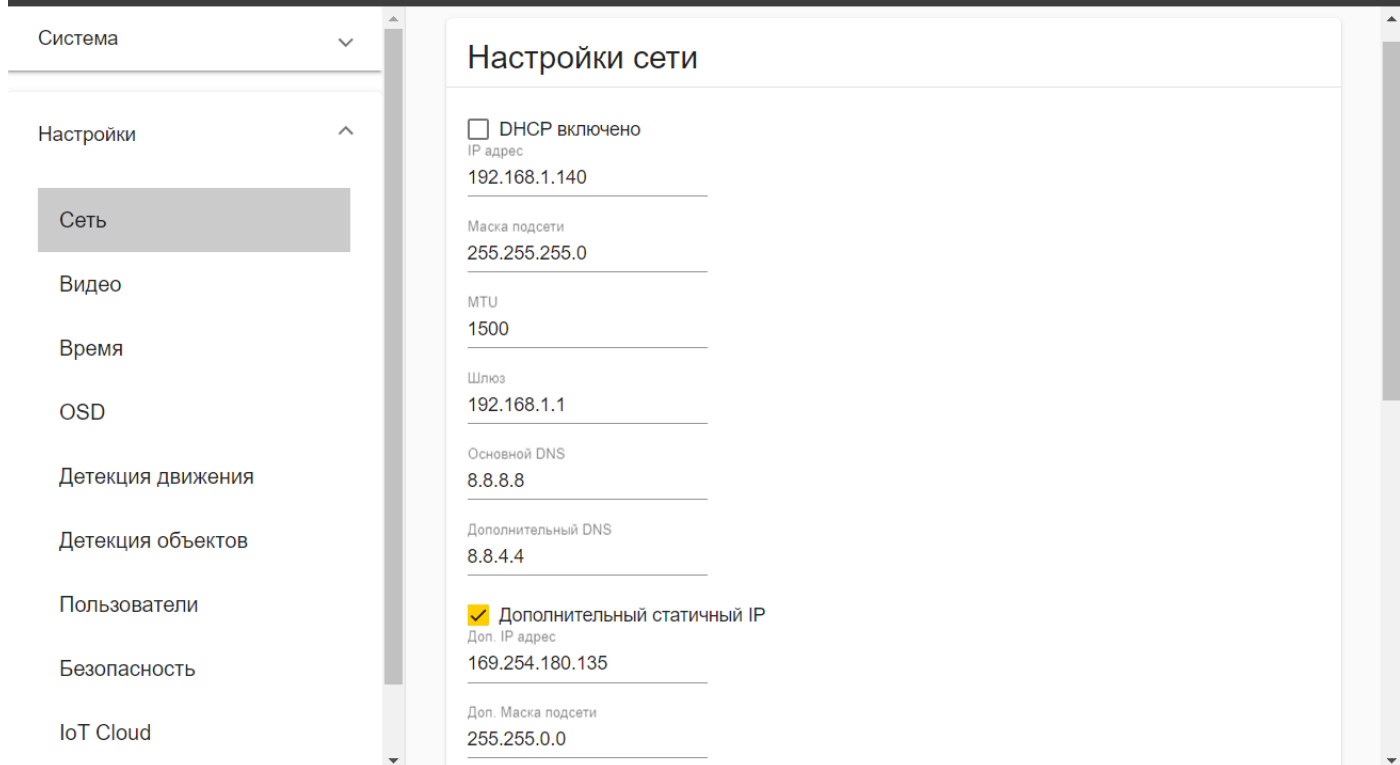 Система
Настройки
Сеть
Видео
Время
OSD
Детекция движения
Детекция объектов
Пользователи
Безопасность
IoT Cloud
Настройки сети
DHCP включено
IP адрес
192.168.1.140
Маска подсети
255.255.255.0
MTU
1500
Шлюз
192.168.1.1
Основной DNS
8.8.8.8
Дополнительный DNS
8.8.4.4
Дополнительный статичный IP
Доп. IP адрес
169.254.180.135
Доп. Маска подсети
255.255.0.0